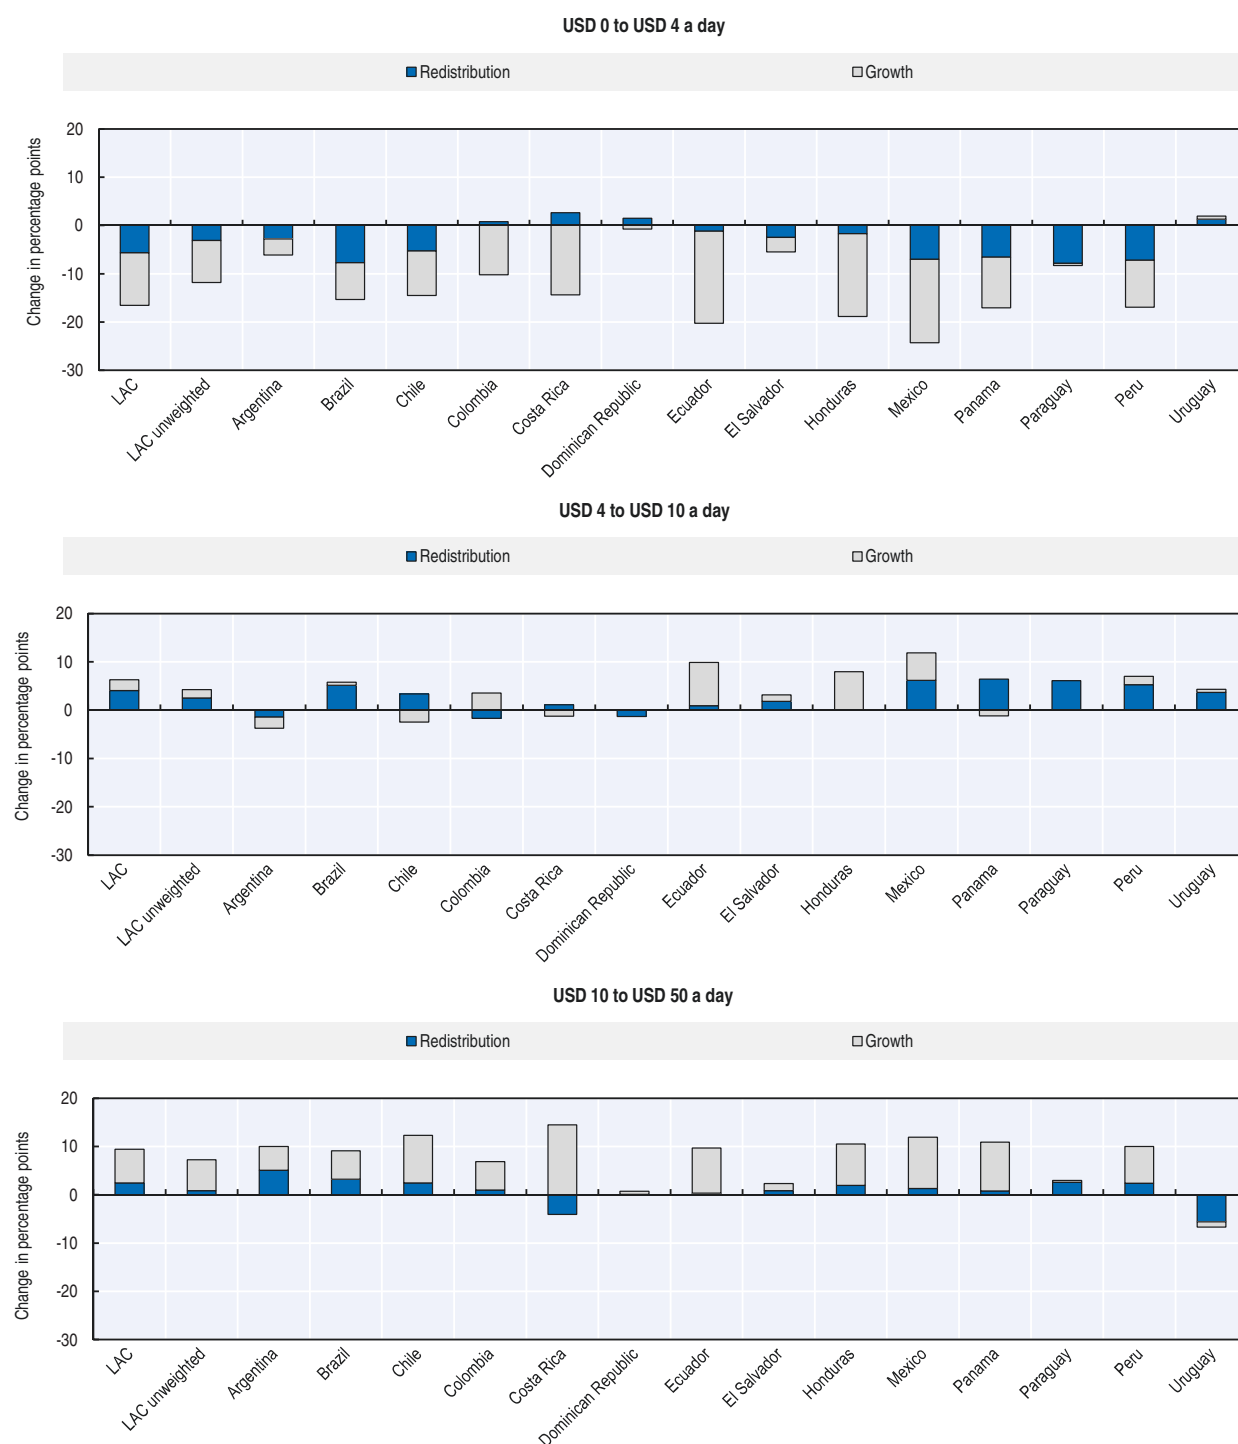 USD 0 to USD 4 a day
Redistribution Growth
Change in percentage points
20
10
0
-10
-20
-30
LAC
LAC unweighted
Argentina
Brazil
Chile
Colombia
Costa Rica
Dominican Republic
Ecuador
El Salvador
Honduras
Mexico
Panama
Paraguay
Peru
Uruguay
USD 4 to USD 10 a day
Redistribution Growth
Change in percentage points
20
10
0
-10
-20
-30
LAC
LAC unweighted
Argentina
Brazil
Chile
Colombia
Costa Rica
Dominican Republic
Ecuador
El Salvador
Honduras
Mexico
Panama
Paraguay
Peru
Uruguay
USD 10 to USD 50 a day
Redistribution Growth
Change in percentage points
20
10
0
-10
-20
-30
LAC
LAC unweighted
Argentina
Brazil
Chile
Colombia
Costa Rica
Dominican Republic
Ecuador
El Salvador
Honduras
Mexico
Panama
Paraguay
Peru
Uruguay